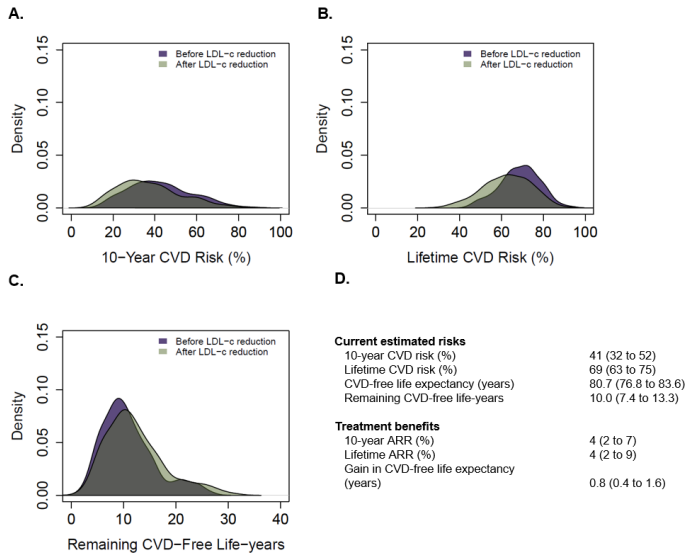 A.
0.15
0.10
0.05
0.00
Density
Before LDL−c reduction
After LDL−c reduction
0 20 40 60 80 100
10−Year CVD Risk (%)
B.
0.15
0.10
0.05
0.00
Density
Before LDL−c reduction
After LDL−c reduction
0 20 40 60 80 100
Lifetime CVD Risk (%)
C.
0.15
0.10
0.05
0.00
Density
Before LDL−c reduction
After LDL−c reduction
0 10 20 30 40
Remaining CVD−Free Life−years
D.
Current estimated risks
10-year CVD risk (%) 41 (32 to 52)
Lifetime CVD risk (%) 69 (63 to 75)
CVD-free life expectancy (years) 80.7 (76.8 to 83.6)
Remaining CVD-free life-years 10.0 (7.4 to 13.3)
Treatment benefits
10-year ARR (%) 4 (2 to 7)
Lifetime ARR (%) 4 (2 to 9)
Gain in CVD-free life expectancy
(years) 0.8 (0.4 to 1.6)